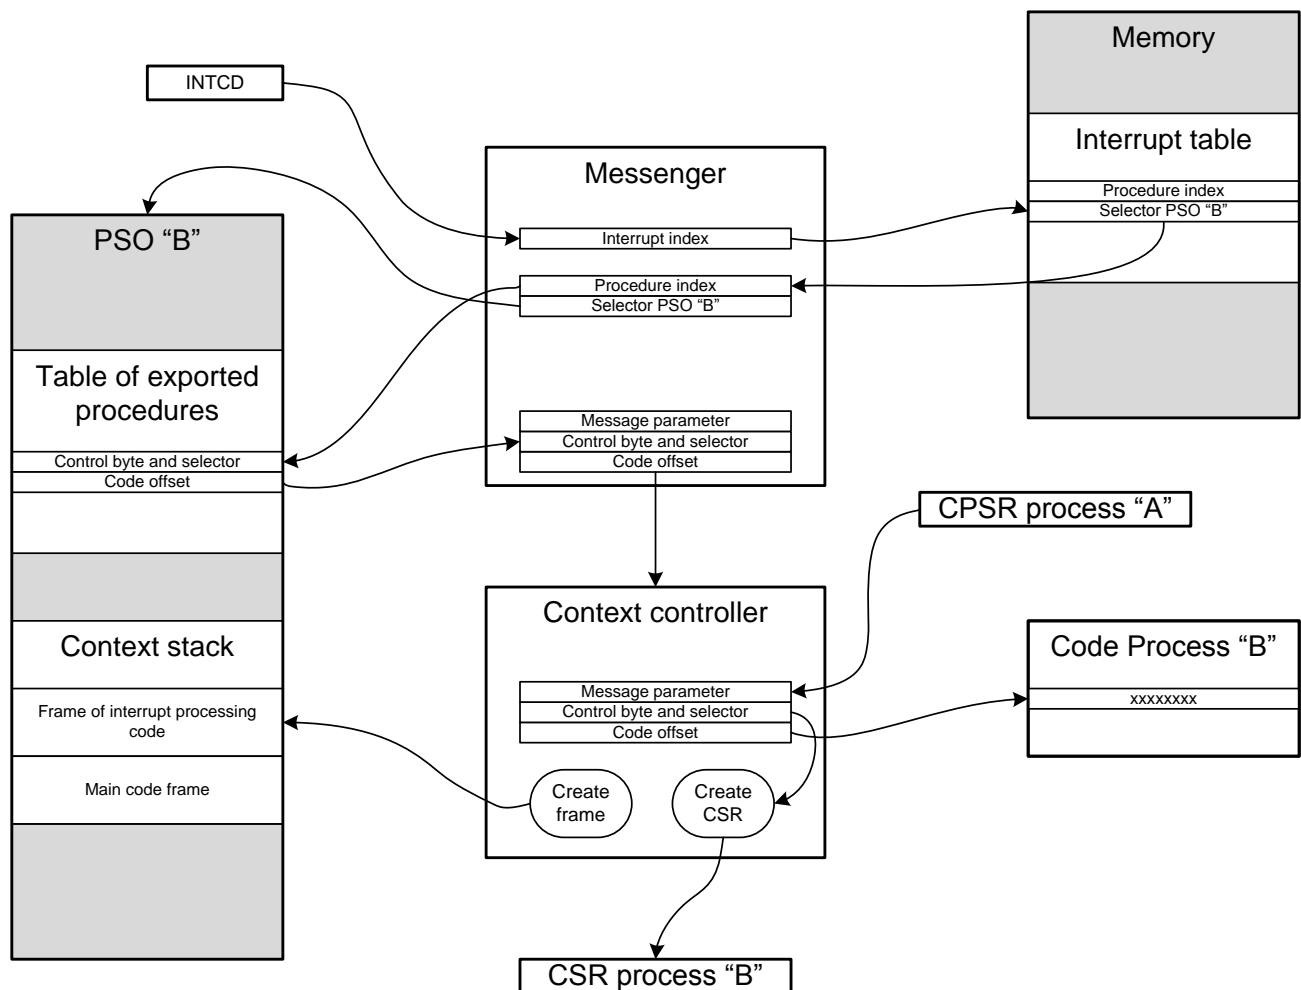 Memory
INTCD
Interrupt table
Messenger
Procedure index
Selector PSO “B”
PSO “B”
Interrupt index
Procedure index
Selector PSO “B”
Table of exported
procedures
Message parameter
Control byte and selector
Code offset
Control byte and selector
Code offset
CPSR process “A”
Context controller
Context stack
Code Process “B”
Message parameter
Control byte and selector
Code offset
xxxxxxxx
Frame of interrupt processing
code
Main code frame
Create
frame
Create
CSR
CSR process “B”